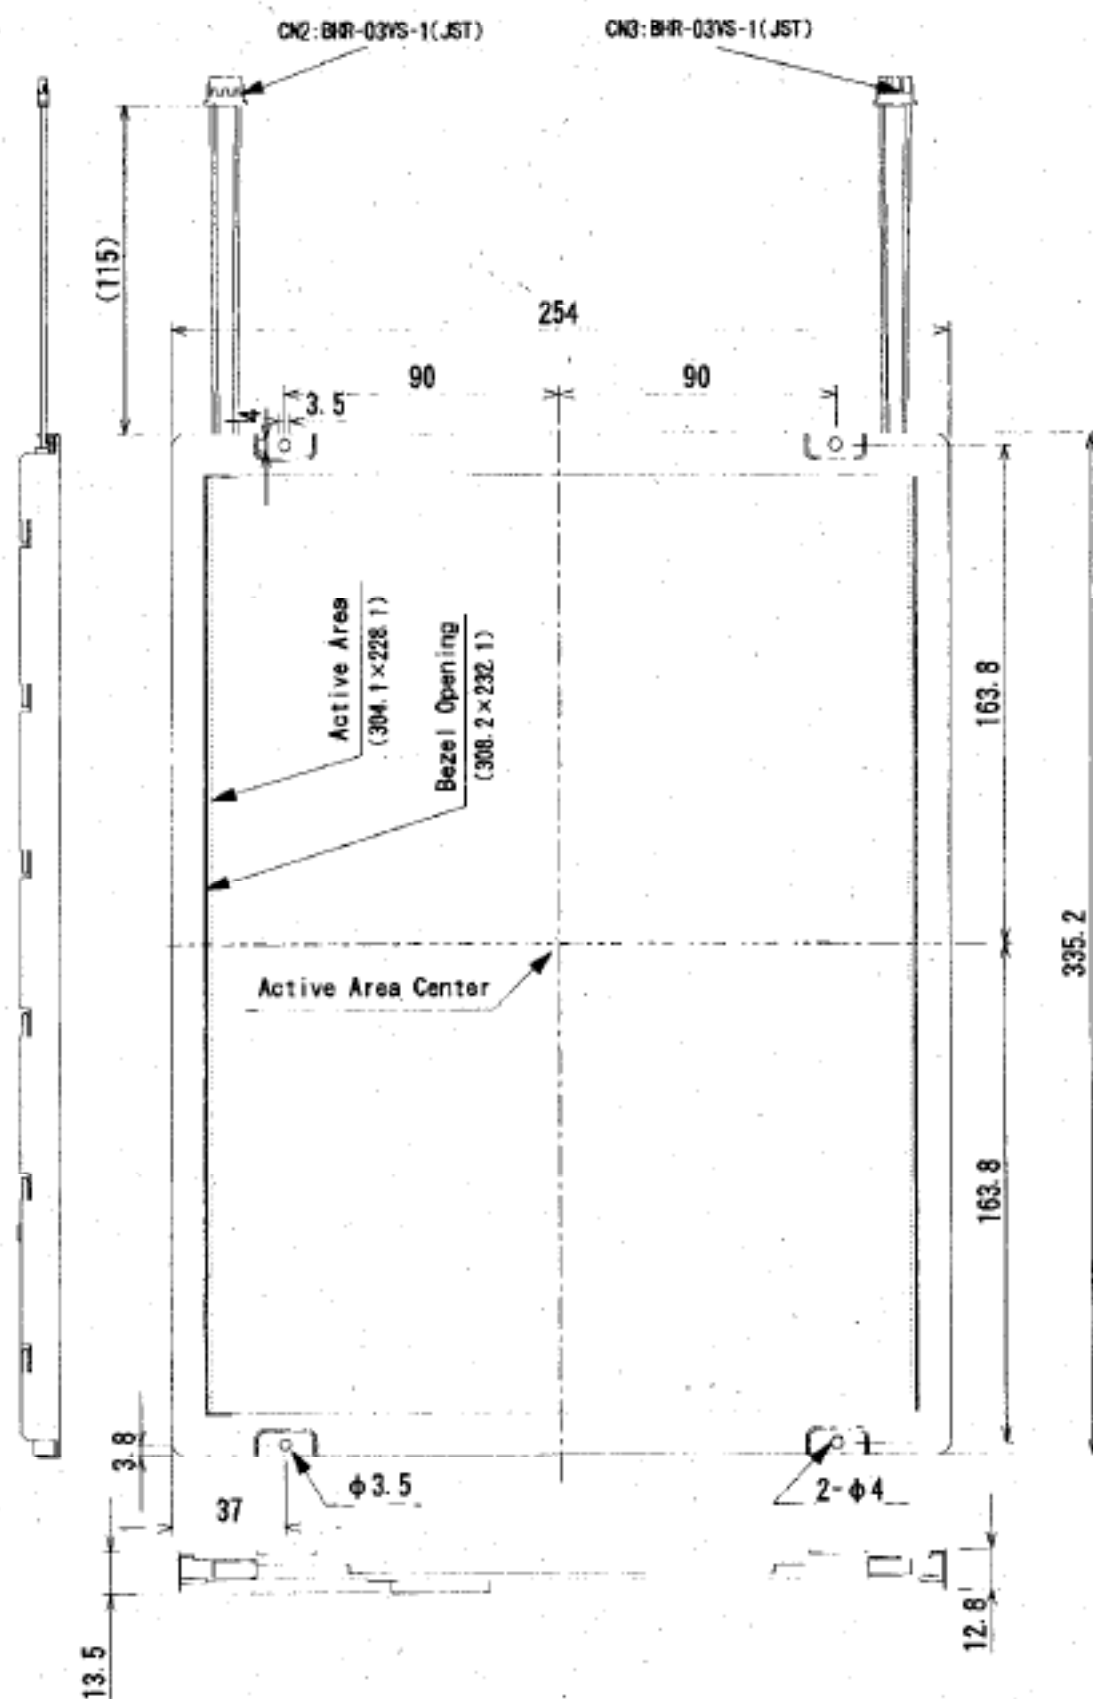 CN2:BHR-03VS-1(JST)
CN3:BHR-03VS-1(JST)
(115)
254
90
90
4
3.5
Active Area
(304.1×228.1)
Bezel Opening
(308.2×232.1)
163.8
335.2
Active Area Center
163.8
3.8
φ3.5
2-φ4
37
13.5
12.8